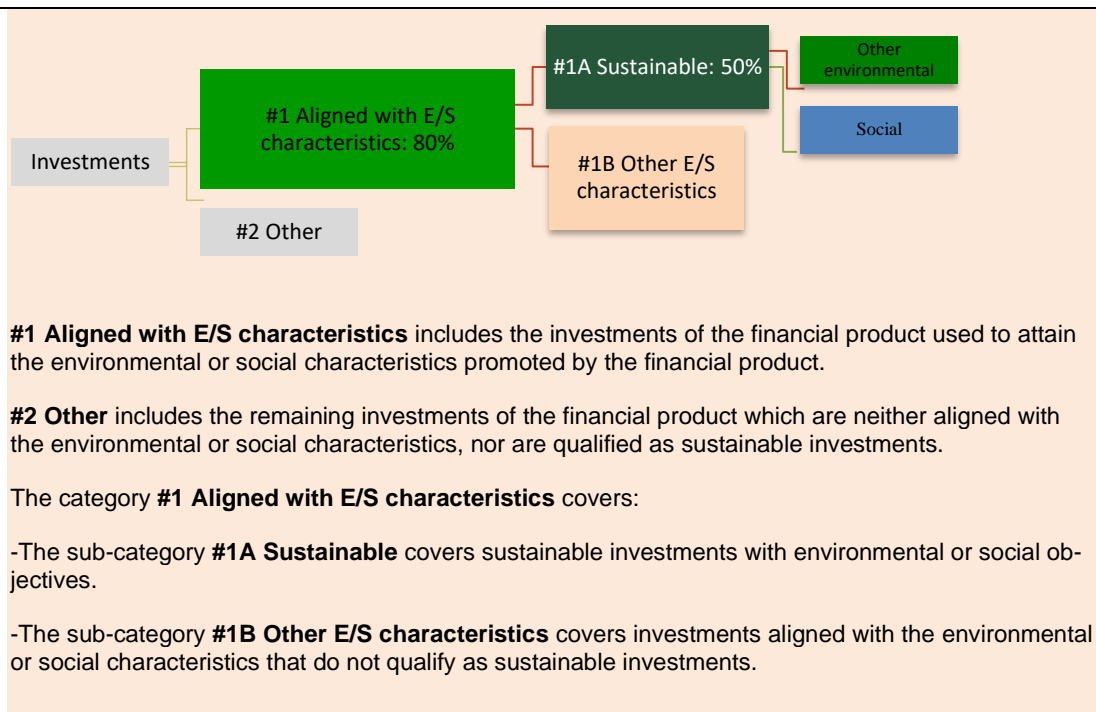 Investments
#1 Aligned with E/S
characteristics: 80%
#2 Other
#1A Sustainable: 50%
#1B Other E/S
characteristics
Other
environmental
Social
#1 Aligned with E/S characteristics includes the investments of the financial product used to attain
the environmental or social characteristics promoted by the financial product.
#2 Other includes the remaining investments of the financial product which are neither aligned with
the environmental or social characteristics, nor are qualified as sustainable investments.
The category #1 Aligned with E/S characteristics covers:
-The sub-category #1A Sustainable covers sustainable investments with environmental or social ob-
jectives.
-The sub-category #1B Other E/S characteristics covers investments aligned with the environmental
or social characteristics that do not qualify as sustainable investments.